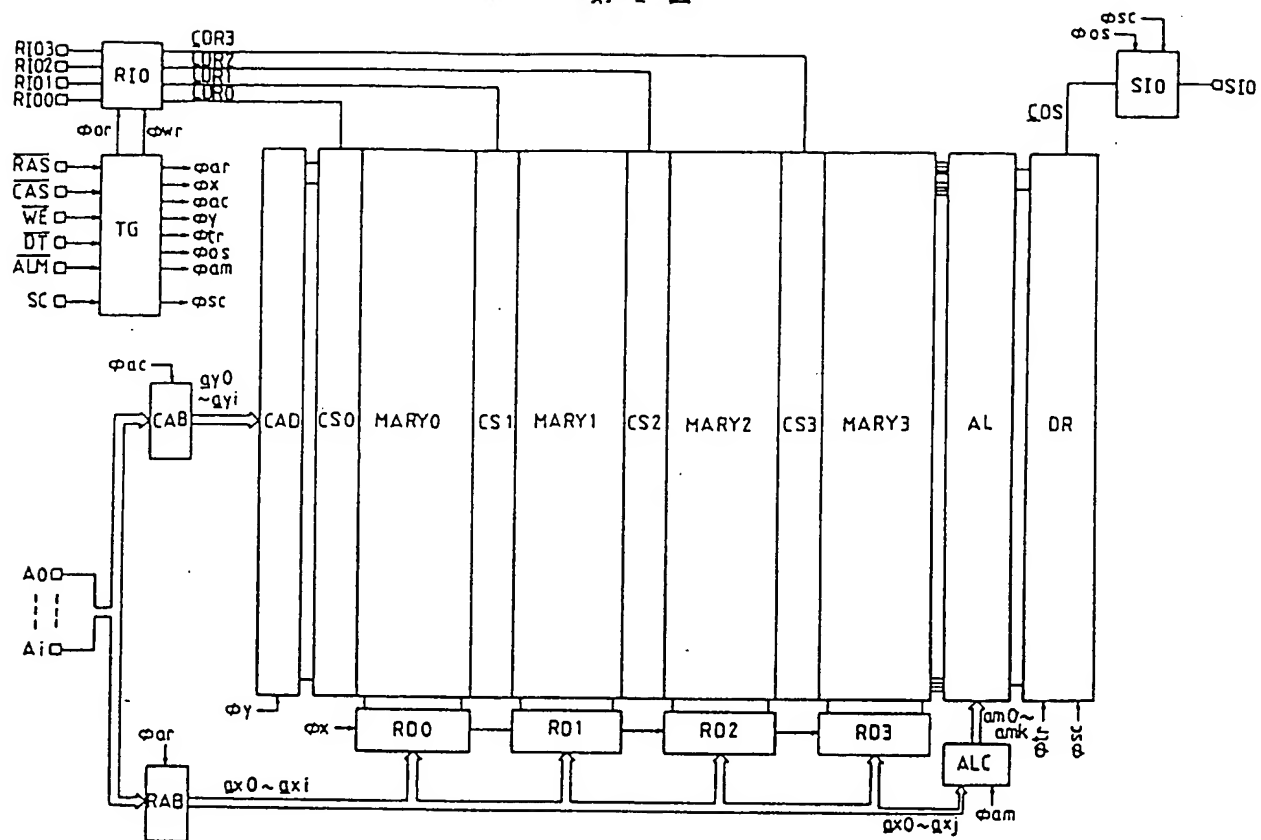 φsc
φos
RIO3
RIO2
RIO1
RIO0
RIO
COR3
COR2
COR1
COR0
SIO
SIO
COS
φor
φwr
RAS
CAS
WE
DT
ALM
SC
TG
φar
φx
φac
φy
φtr
φos
φam
φsc
φac
CAB
ay0
~ayi
CAD
CS0
MARY0
CS1
MARY1
CS2
MARY2
CS3
MARY3
AL
DR
A0
Ai
φy
φx
RD0
RD1
RD2
RD3
am0~
amk
φtr
φsc
φar
RAB
ax0~axi
ALC
ax0~axj
φam